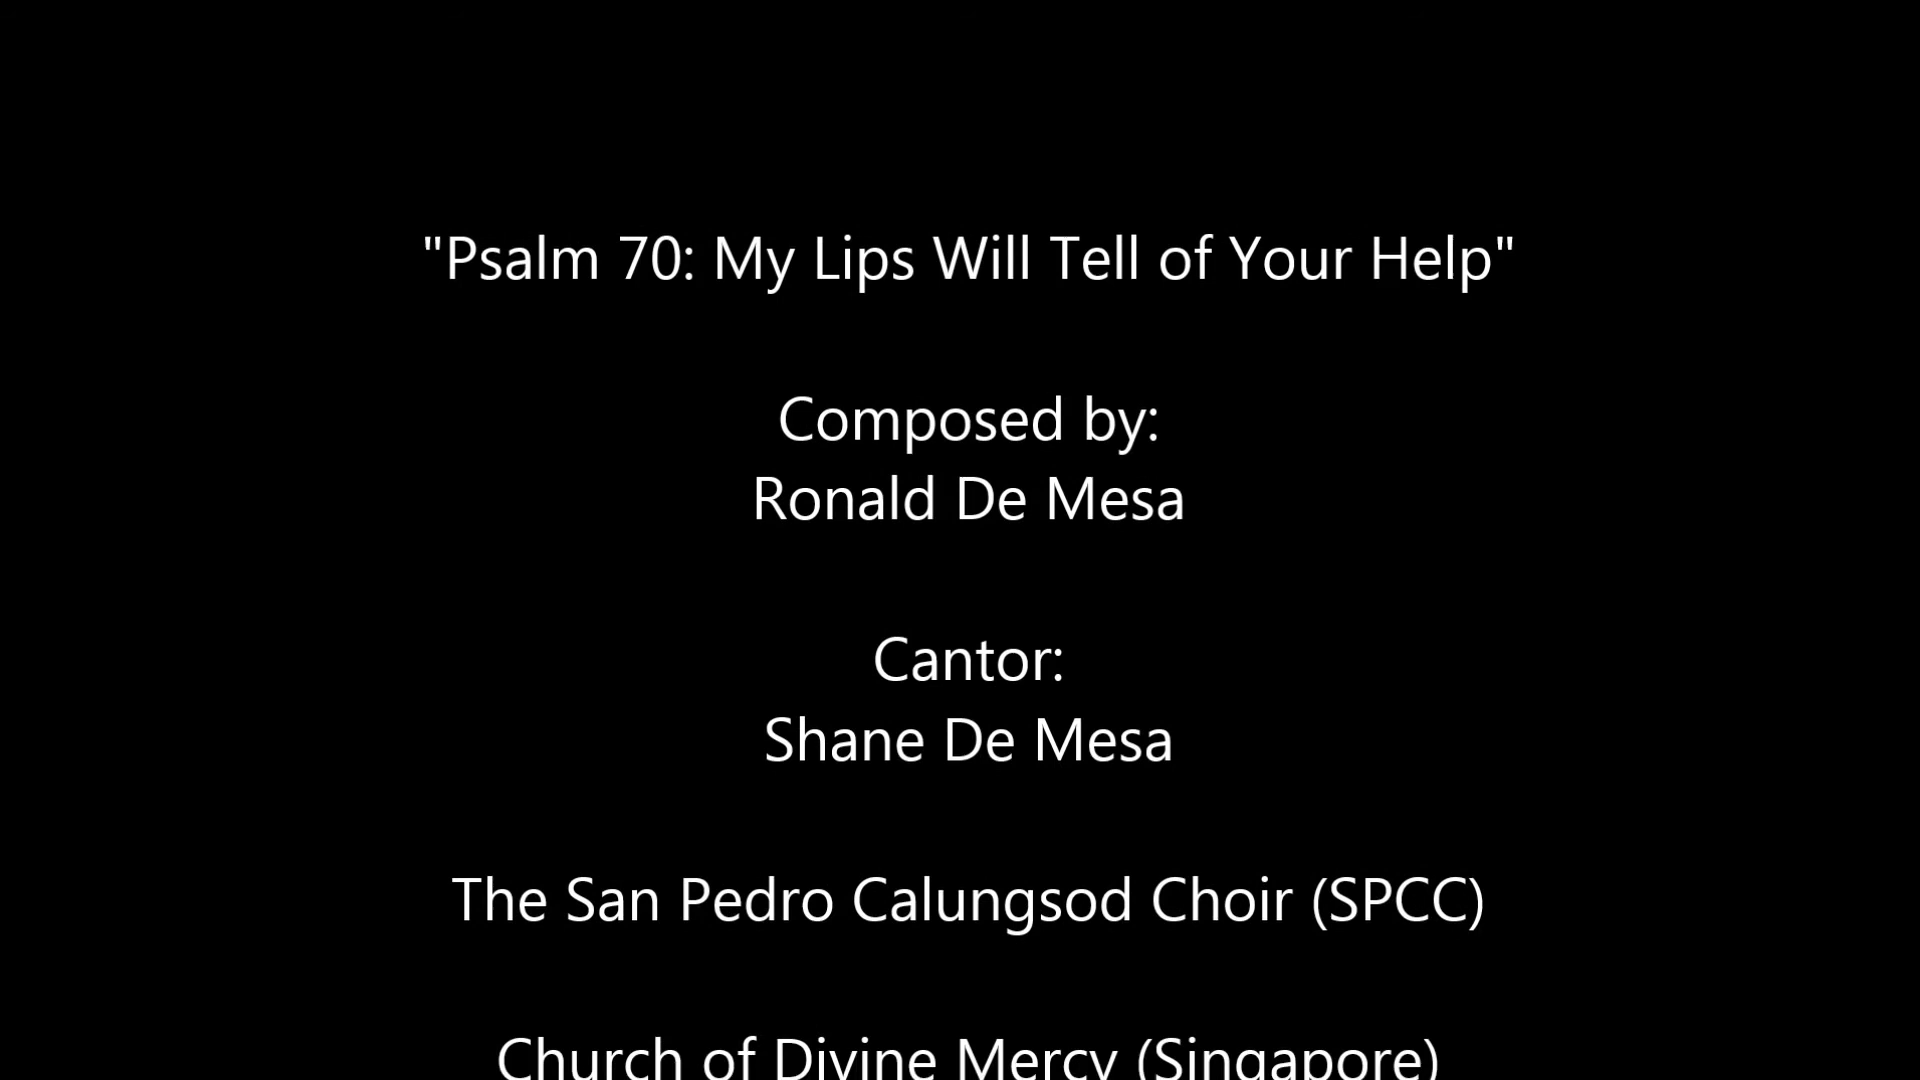 "Psalm 70: My Lips Will Tell of Your Help"
Composed by:
Ronald De Mesa
Cantor:
Shane De Mesa
The San Pedro Calungsod Choir (SPCC)
Church of Divine Mercy (Singapore)